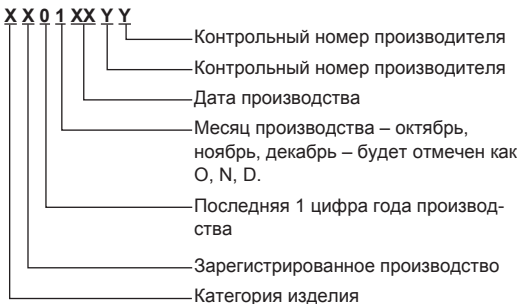 X X 0 1 XX Y Y
Контрольный номер производителя
Контрольный номер производителя
Дата производства
Месяц производства – октябрь,
ноябрь, декабрь – будет отмечен как
O, N, D.
Последняя 1 цифра года производ-
ства
Зарегистрированное производство
Категория изделия